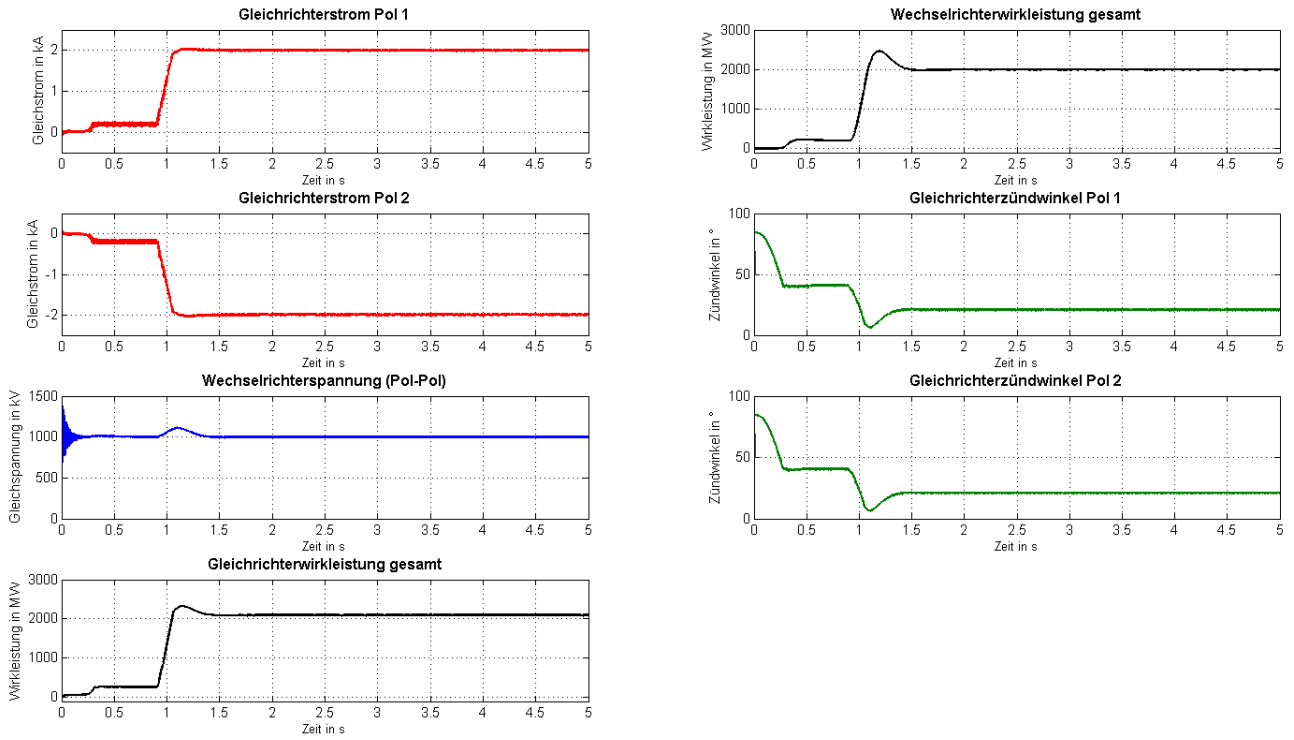 Gleichrichterstrom Pol 1
Gleichstrom in kA
2
1
0
0 0.5 1 1.5 2 2.5 3 3.5 4 4.5 5
Zeit in s
Gleichrichterstrom Pol 2
Gleichstrom in kA
0
-1
-2
0 0.5 1 1.5 2 2.5 3 3.5 4 4.5 5
Zeit in s
Wechselrichterspannung (Pol-Pol)
Gleichspannung in kV
1500
1000
500
0
0 0.5 1 1.5 2 2.5 3 3.5 4 4.5 5
Zeit in s
Gleichrichterwirkleistung gesamt
Wirkleistung in MW
3000
2000
1000
0
0 0.5 1 1.5 2 2.5 3 3.5 4 4.5 5
Zeit in s
Wechselrichterwirkleistung gesamt
Wirkleistung in MW
3000
2000
1000
0
0 0.5 1 1.5 2 2.5 3 3.5 4 4.5 5
Zeit in s
Gleichrichterzündwinkel Pol 1
Zündwinkel in °
100
50
0
0 0.5 1 1.5 2 2.5 3 3.5 4 4.5 5
Zeit in s
Gleichrichterzündwinkel Pol 2
Zündwinkel in °
100
50
0
0 0.5 1 1.5 2 2.5 3 3.5 4 4.5 5
Zeit in s